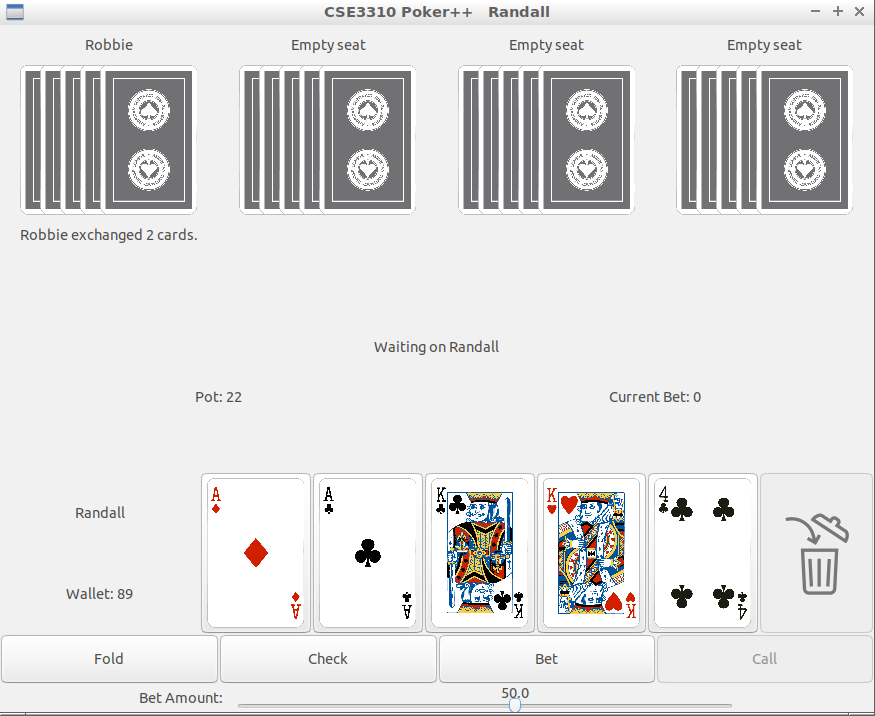 CSE3310 Poker++ Randall
Robbie
Empty seat
Empty seat
Empty seat
Robbie exchanged 2 cards.
Waiting on Randall
Pot: 22
Current Bet: 0
Randall
Wallet: 89
A
A
A
A
K
K
K
K
4
4
Fold
Check
Bet
Call
Bet Amount:
50.0